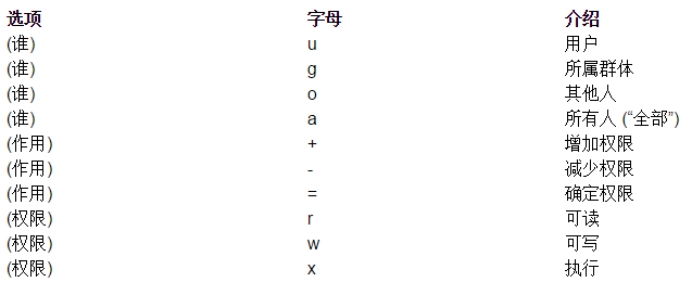 选项 字母 介绍
(谁) u 用户
(谁) g 所属群体
(谁) o 其他人
(谁) a 所有人 (“全部”)
(作用) + 增加权限
(作用) - 减少权限
(作用) = 确定权限
(权限) r 可读
(权限) w 可写
(权限) x 执行